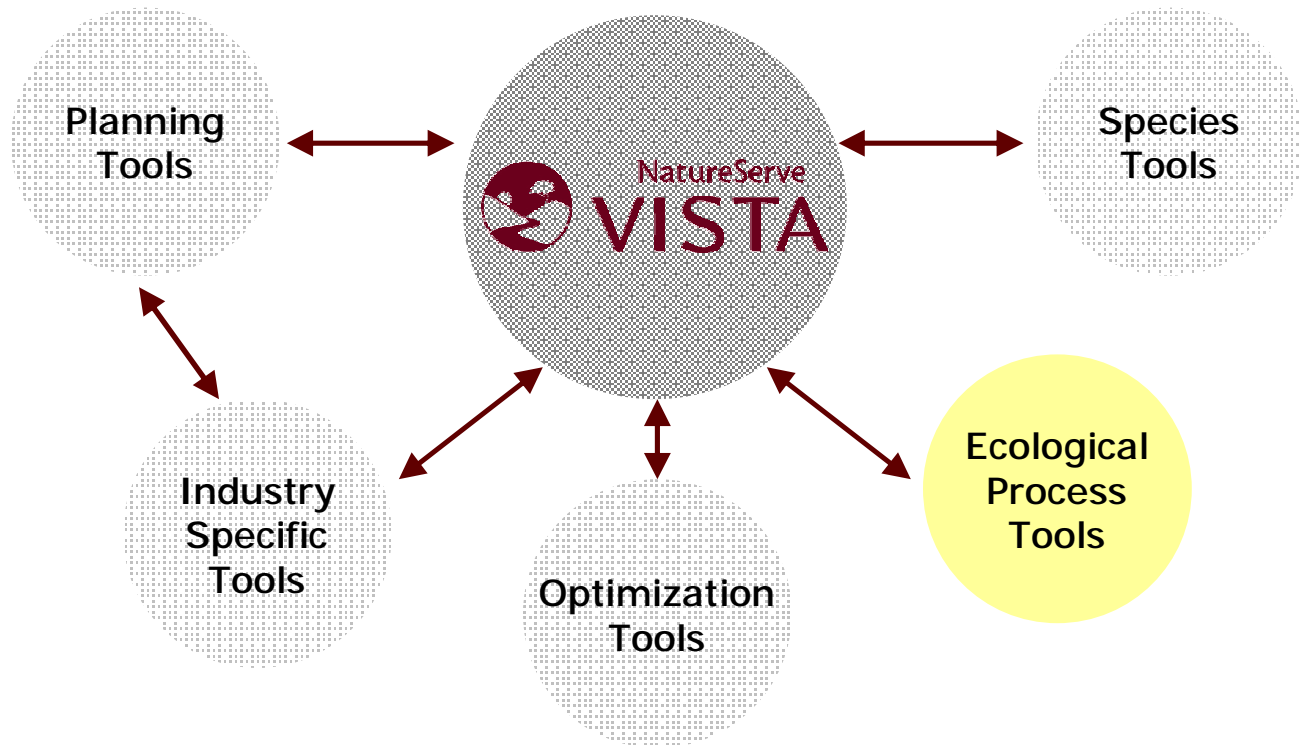 Planning
Tools
NatureServe
VISTA
Species
Tools
Industry
Specific
Tools
Optimization
Tools
Ecological
Process
Tools